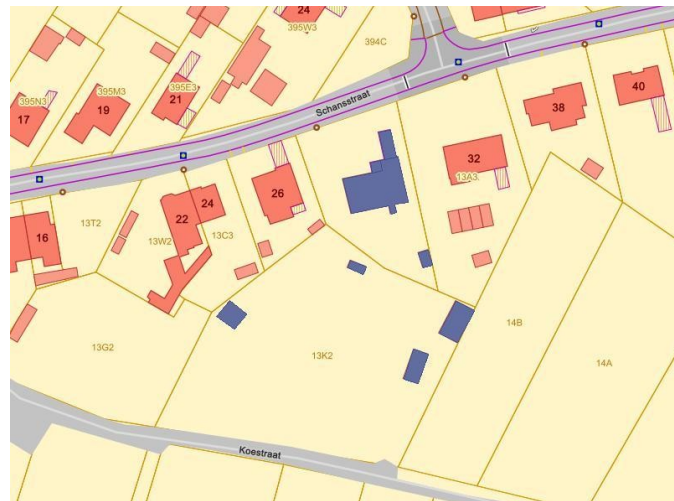 24
395W3
394C
395E3
21
395M3
19
395N3
17
Schansstraat
40
38
32
13A3
26
24
22
13C3
13W2
13T2
16
13G2
13K2
14B
14A
Koestraat